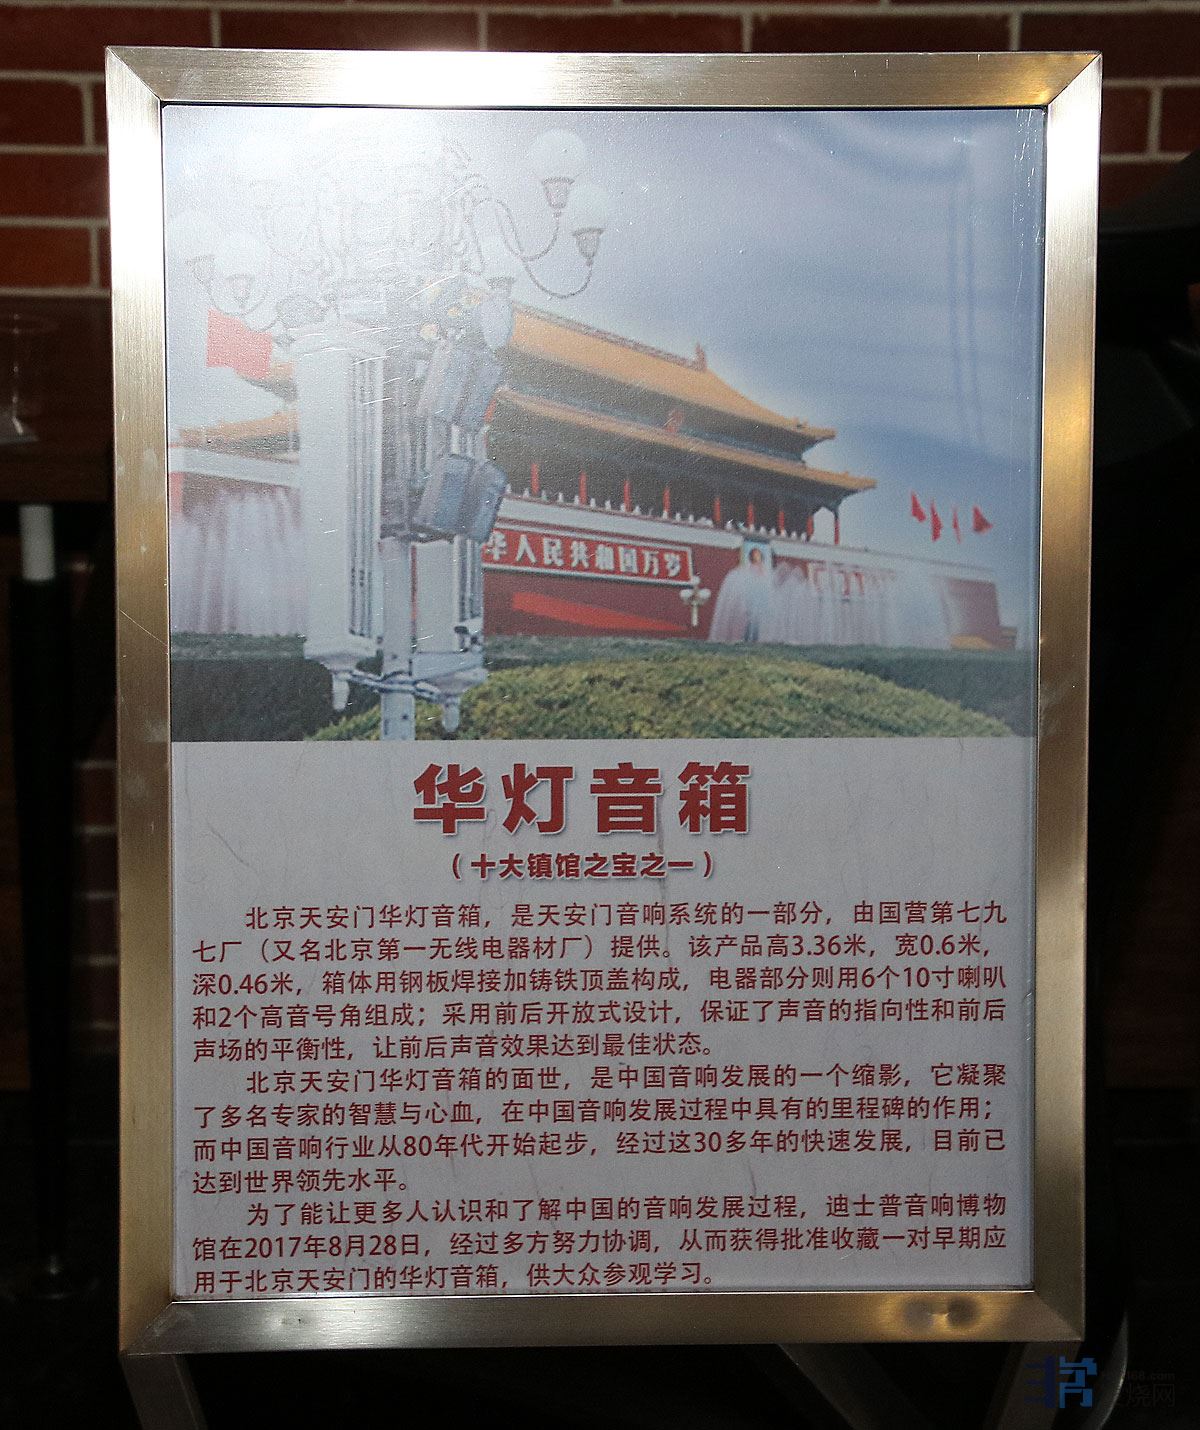 华人民共和国万岁
华灯音箱
（十大镇馆之宝之一）
北京天安门华灯音箱，是天安门音响系统的一部分，由国营第七九
七厂（又名北京第一无线电器材厂）提供。该产品高3.36米，宽0.6米，
深0.46米，箱体用钢板焊接加铸铁顶盖构成，电器部分则用6个10寸喇叭
和2个高音号角组成；采用前后开放式设计，保证了声音的指向性和前后
声场的平衡性，让前后声音效果达到最佳状态。
北京天安门华灯音箱的面世，是中国音响发展的一个缩影，它凝聚
了多名专家的智慧与心血，在中国音响发展过程中具有的里程碑的作用；
而中国音响行业从80年代开始起步，经过这30多年的快速发展，目前已
达到世界领先水平。
为了能让更多人认识和了解中国的音响发展过程，迪士普音响博物
馆在2017年8月28日，经过多方努力协调，从而获得批准收藏一对早期应
用于北京天安门的华灯音箱，供大众参观学习。
烧网